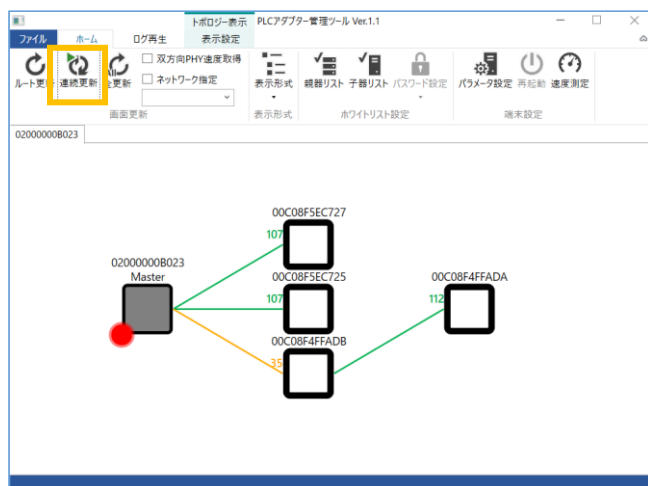 トポロジー表示 PLCアダプター管理ツール Ver.1.1
ファイル ホーム ログ再生 表示設定
ルート更新 連続更新 全更新 双方向PHY速度取得 表示形式 親器リスト 子器リスト パスワード設定 パラメータ設定 再起動 速度測定
ネットワーク指定
画面更新 表示形式 ホワイトリスト設定 端末設定
02000000B023
00C08F5EC727
107
02000000B023
Master
00C08F5EC725
107
00C08F4FFADA
112
00C08F4FFADB
35